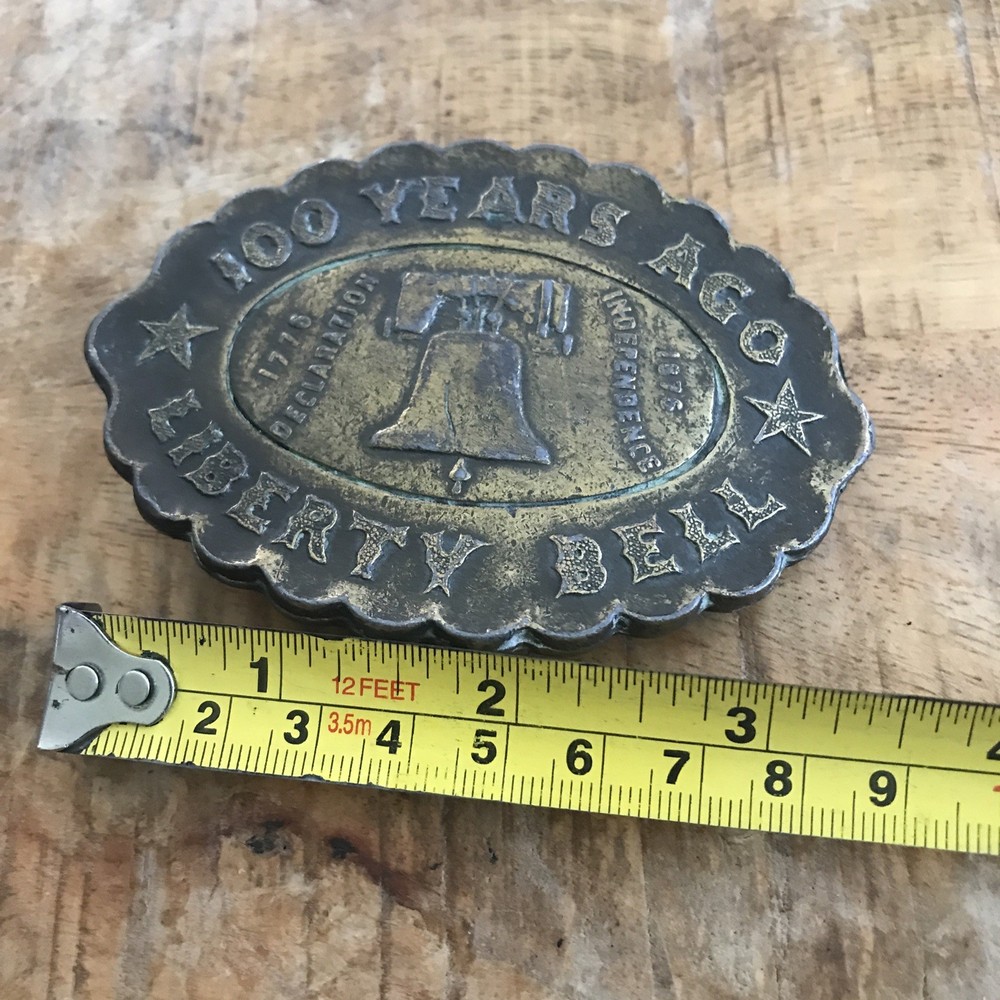 100 YEARS AGO
1776
DECLARATION
INDEPENDENCE
1876
LIBERTY BELL
1 12 FEET 2 3
2 3 3.5m 4 5 6 7 8 9